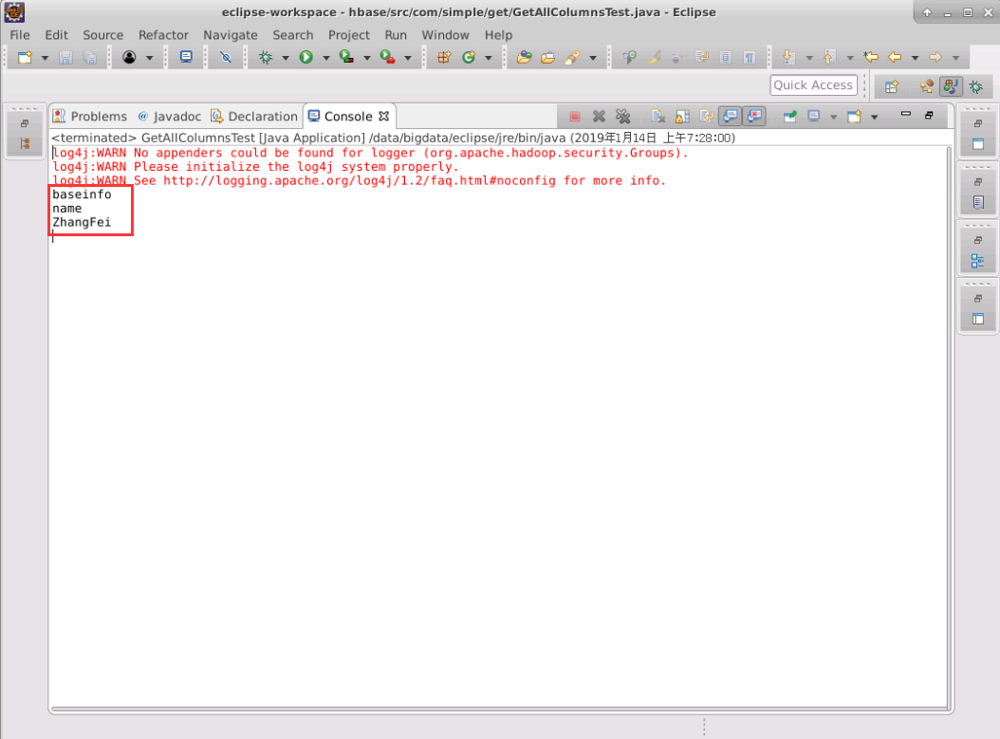 eclipse-workspace - hbase/src/com/simple/get/GetAllColumnsTest.java - Eclipse
File Edit Source Refactor Navigate Search Project Run Window Help
Quick Access
Problems @ Javadoc Declaration Console
<terminated> GetAllColumnsTest [Java Application] /data/bigdata/eclipse/jre/bin/java (2019年1月14日 上午7:28:00)
log4j:WARN No appenders could be found for logger (org.apache.hadoop.security.Groups).
log4j:WARN Please initialize the log4j system properly.
log4j:WARN See http://logging.apache.org/log4j/1.2/faq.html#noconfig for more info.
baseinfo
name
ZhangFei